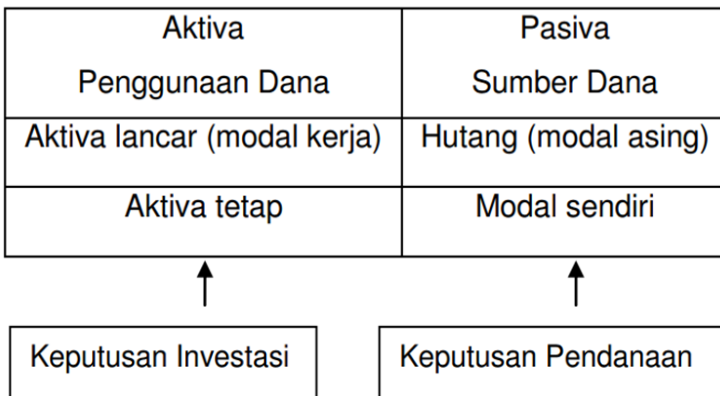 Aktiva
Penggunaan Dana
Pasiva
Sumber Dana
Aktiva lancar (modal kerja)
Hutang (modal asing)
Aktiva tetap
Modal sendiri
Keputusan Investasi
Keputusan Pendanaan